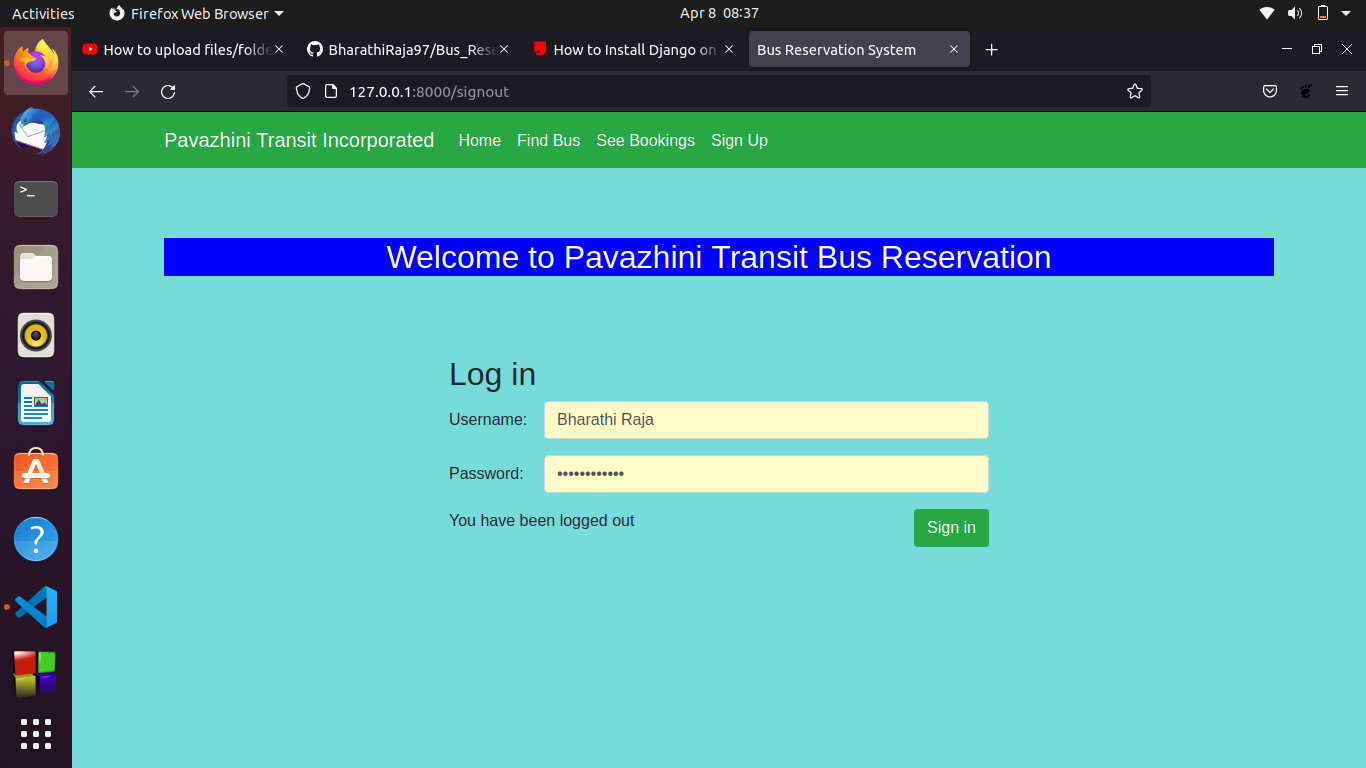 Activities Firefox Web Browser Apr 8 08:37
How to upload files/folde BharathiRaja97/Bus_Rese How to Install Django on Bus Reservation System
127.0.0.1:8000/signout
Pavazhini Transit Incorporated Home Find Bus See Bookings Sign Up
Welcome to Pavazhini Transit Bus Reservation
Log in
Username: Bharathi Raja
Password: ••••••••••••
You have been logged out Sign in